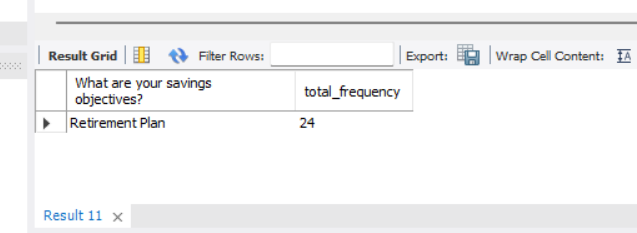 Result Grid Filter Rows: Export: Wrap Cell Content: IA
What are your savings
objectives? total_frequency
Retirement Plan 24
Result 11 ×